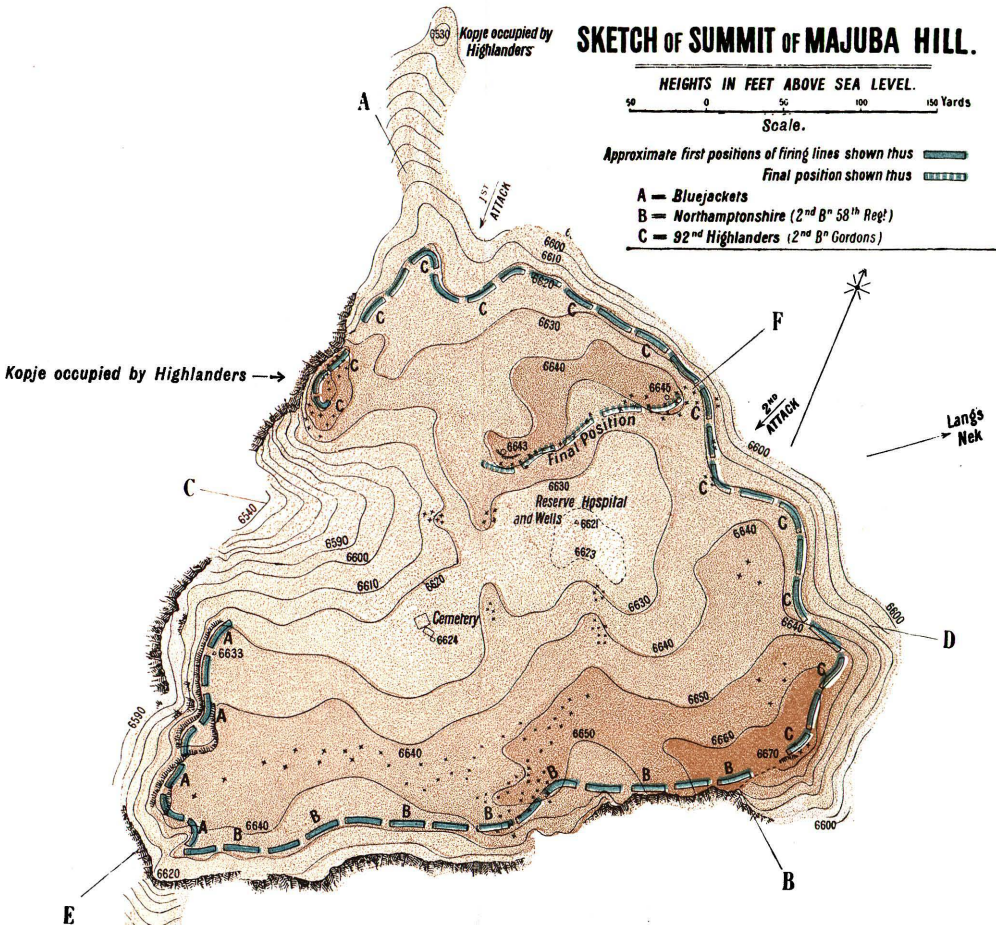 6530
Kopje occupied by
Highlanders
SKETCH OF SUMMIT OF MAJUBA HILL.
HEIGHTS IN FEET ABOVE SEA LEVEL.
50 0 50 100 150 Yards
Scale.
Approximate first positions of firing lines shown thus
Final position shown thus
A = Bluejackets
B = Northamptonshire (2nd Bn 58th Regt)
C = 92nd Highlanders (2nd Bn Gordons)
A
1ST
ATTACK
6600
6610
6620
C
C
C
C
6630
F
6640
Kopje occupied by Highlanders
C
C
6645
C
2ND
ATTACK
Langs
Nek
6600
6643
Final Position
6630
C
C
6540
Reserve Hospital
and Wells
6621
6623
C
6640
6590
6600
6610
6620
6630
C
6600
Cemetery
6624
6640
6640
D
A
6633
C
6650
A
6590
6640
6650
6660
6670
C
A
B
B
B
A
B
6640
B
B
B
6600
6620
B
E